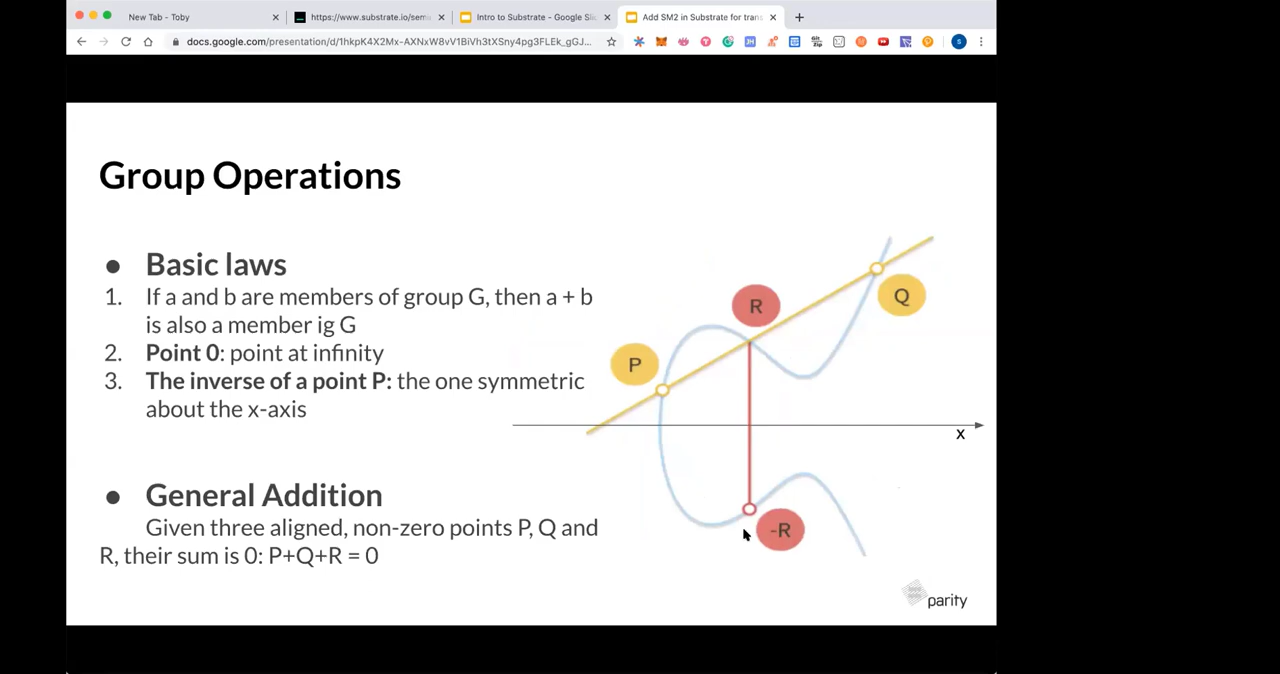 New Tab - Toby
https://www.substrate.io/semi
Intro to Substrate - Google Slid
Add SM2 in Substrate for trans
docs.google.com/presentation/d/1hkpK4X2Mx-AXNxW8vV1BiVh3tXSny4pg3FLEk_gGJ...
Group Operations
● Basic laws
1. If a and b are members of group G, then a + b
is also a member ig G
2. Point 0: point at infinity
3. The inverse of a point P: the one symmetric
about the x-axis
● General Addition
Given three aligned, non-zero points P, Q and
R, their sum is 0: P+Q+R = 0
R
Q
P
x
-R
parity